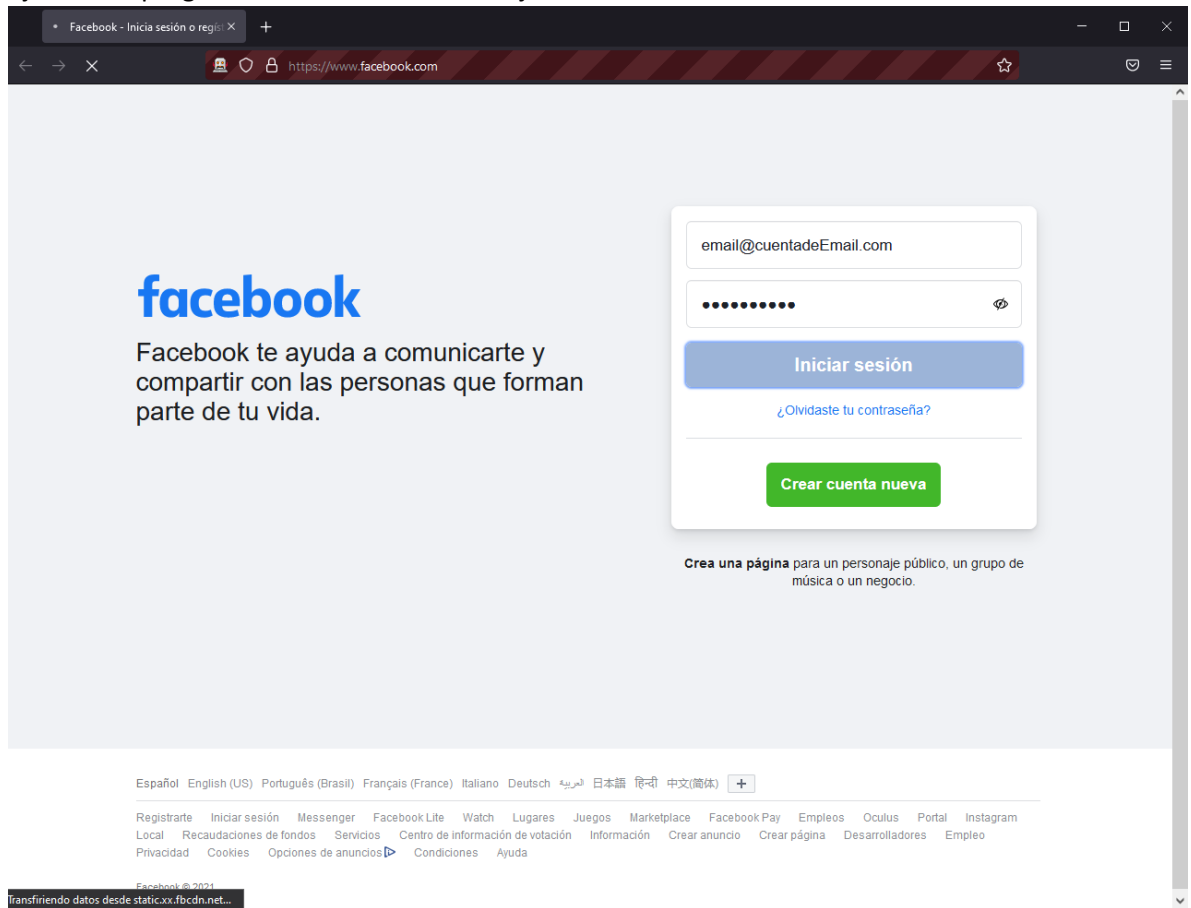 Facebook - Inicia sesión o regíst
https://www.facebook.com
email@cuentadeEmail.com
facebook
Facebook te ayuda a comunicarte y
compartir con las personas que forman
parte de tu vida.
Iniciar sesión
¿Olvidaste tu contraseña?
Crear cuenta nueva
Crea una página para un personaje público, un grupo de
música o un negocio.
Español English (US) Português (Brasil) Français (France) Italiano Deutsch العربية 日本語 हिन्दी 中文(简体) +
Registrarte Iniciar sesión Messenger Facebook Lite Watch Lugares Juegos Marketplace Facebook Pay Empleos Oculus Portal Instagram
Local Recaudaciones de fondos Servicios Centro de información de votación Información Crear anuncio Crear página Desarrolladores Empleo
Privacidad Cookies Opciones de anuncios Condiciones Ayuda
Facebook © 2021
Transfiriendo datos desde static.xx.fbcdn.net...